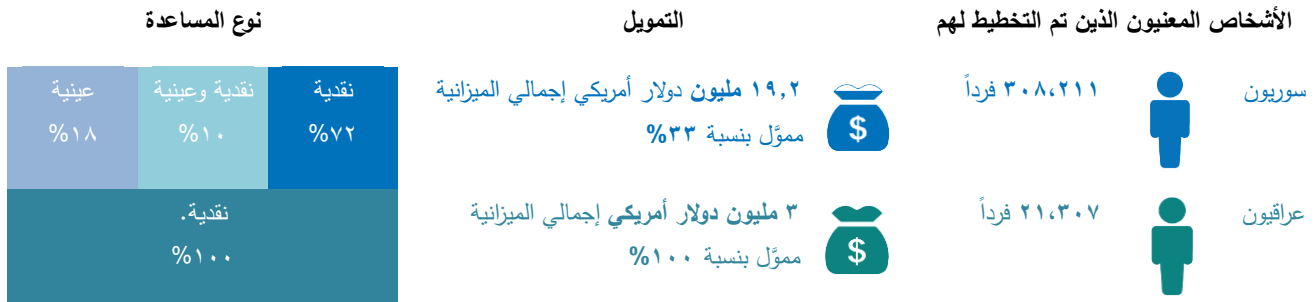 الأشخاص المعنيون الذين تم التخطيط لهم
التمويل
نوع المساعدة
سوريون
٣٠٨،٢١١ فرداً
$
١٩,٢ مليون دولار أمريكي إجمالي الميزانية
مموَّل بنسبة ٣٣%
نقدية
٧٢%
نقدية وعينية
١٠%
عينية
١٨%
عراقيون
٢١،٣٠٧ فرداً
$
٣ مليون دولار أمريكي إجمالي الميزانية
مموَّل بنسبة ١٠٠%
نقدية.
١٠٠%